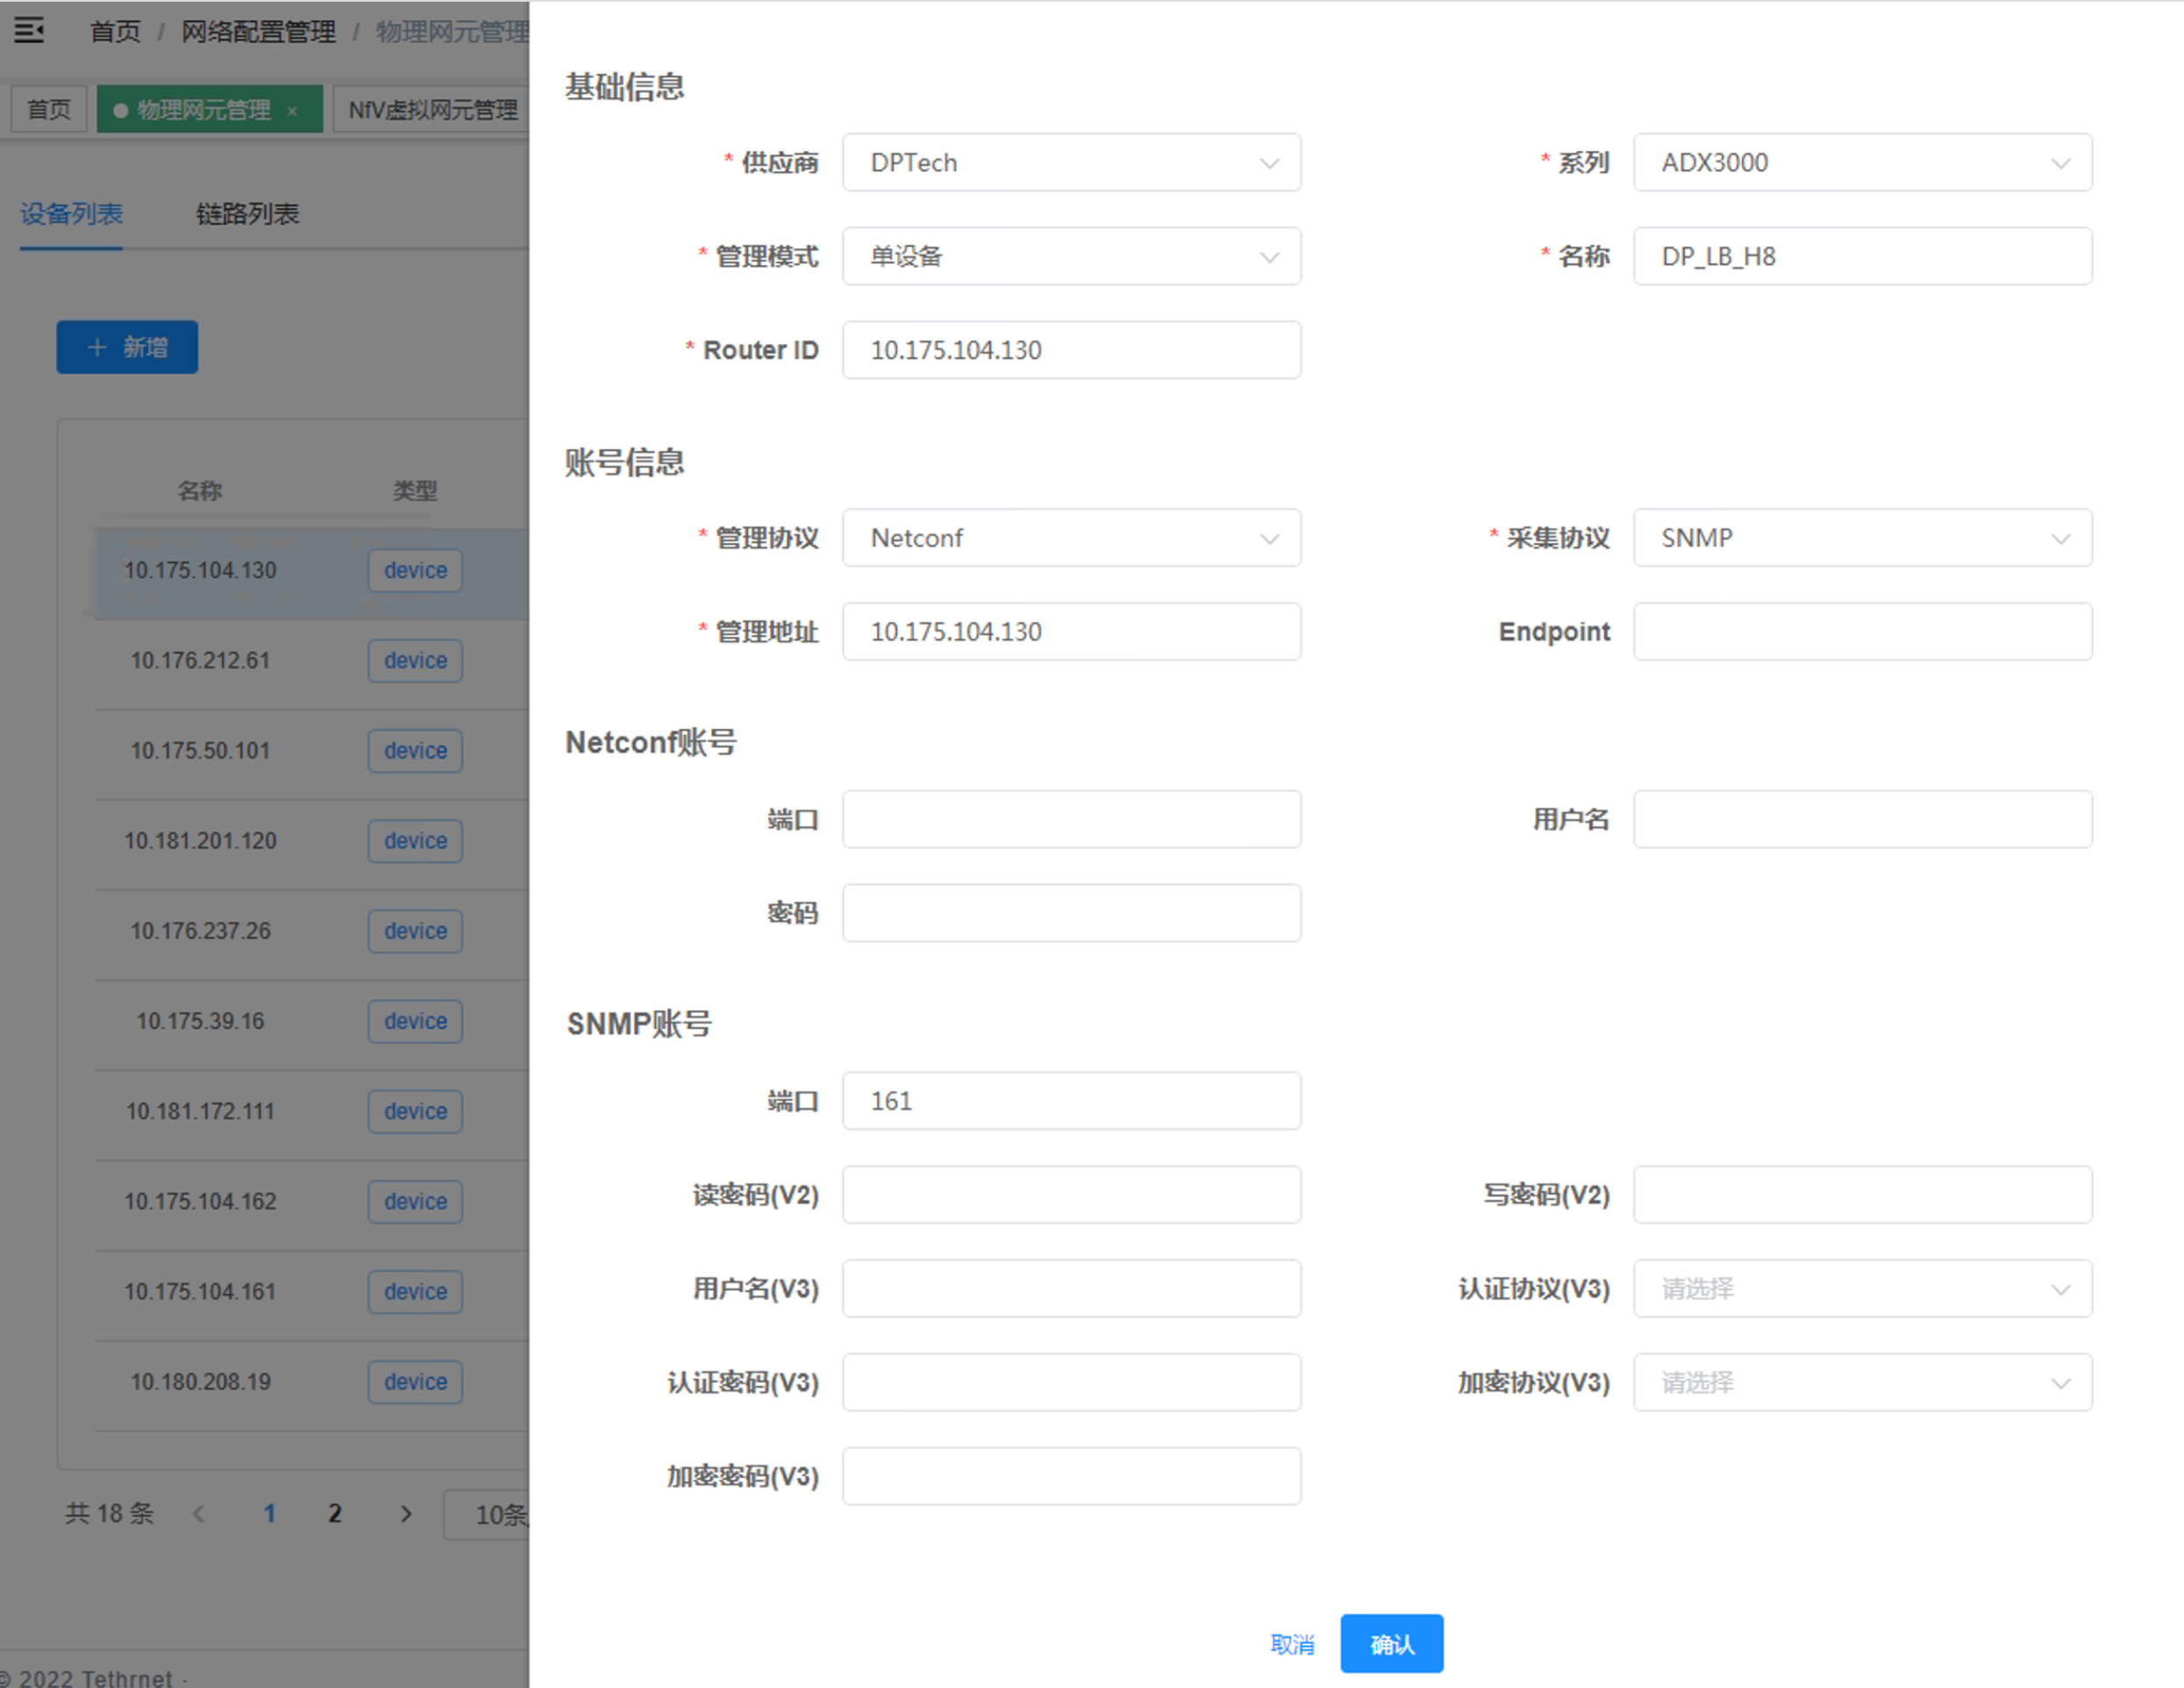 首页 / 网络配置管理 / 物理网元管理
首页
物理网元管理 ×
NfV虚拟网元管理
设备列表
链路列表
+ 新增
名称 类型
10.175.104.130 device
10.176.212.61 device
10.175.50.101 device
10.181.201.120 device
10.176.237.26 device
10.175.39.16 device
10.181.172.111 device
10.175.104.162 device
10.175.104.161 device
10.180.208.19 device
共 18 条 < 1 2 > 10条
© 2022 Tethrnet ·
基础信息
* 供应商 DPTech * 系列 ADX3000
* 管理模式 单设备 * 名称 DP_LB_H8
* Router ID 10.175.104.130
账号信息
* 管理协议 Netconf * 采集协议 SNMP
* 管理地址 10.175.104.130 Endpoint
Netconf账号
端口 用户名
密码
SNMP账号
端口 161
读密码(V2) 写密码(V2)
用户名(V3) 认证协议(V3) 请选择
认证密码(V3) 加密协议(V3) 请选择
加密密码(V3)
取消 确认